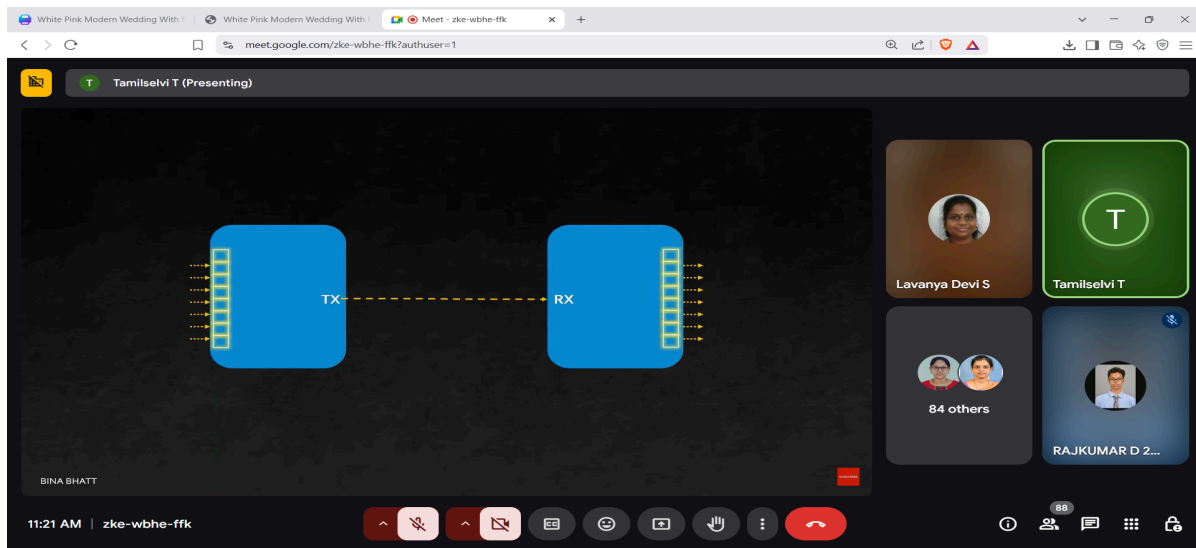 White Pink Modern Wedding With
White Pink Modern Wedding With
Meet - zke-wbhe-ffk
meet.google.com/zke-wbhe-ffk?authuser=1
T Tamilselvi T (Presenting)
TX
RX
BINA BHATT
Lavanya Devi S
T
Tamilselvi T
84 others
RAJKUMAR D 2...
11:21 AM | zke-wbhe-ffk
CC
88